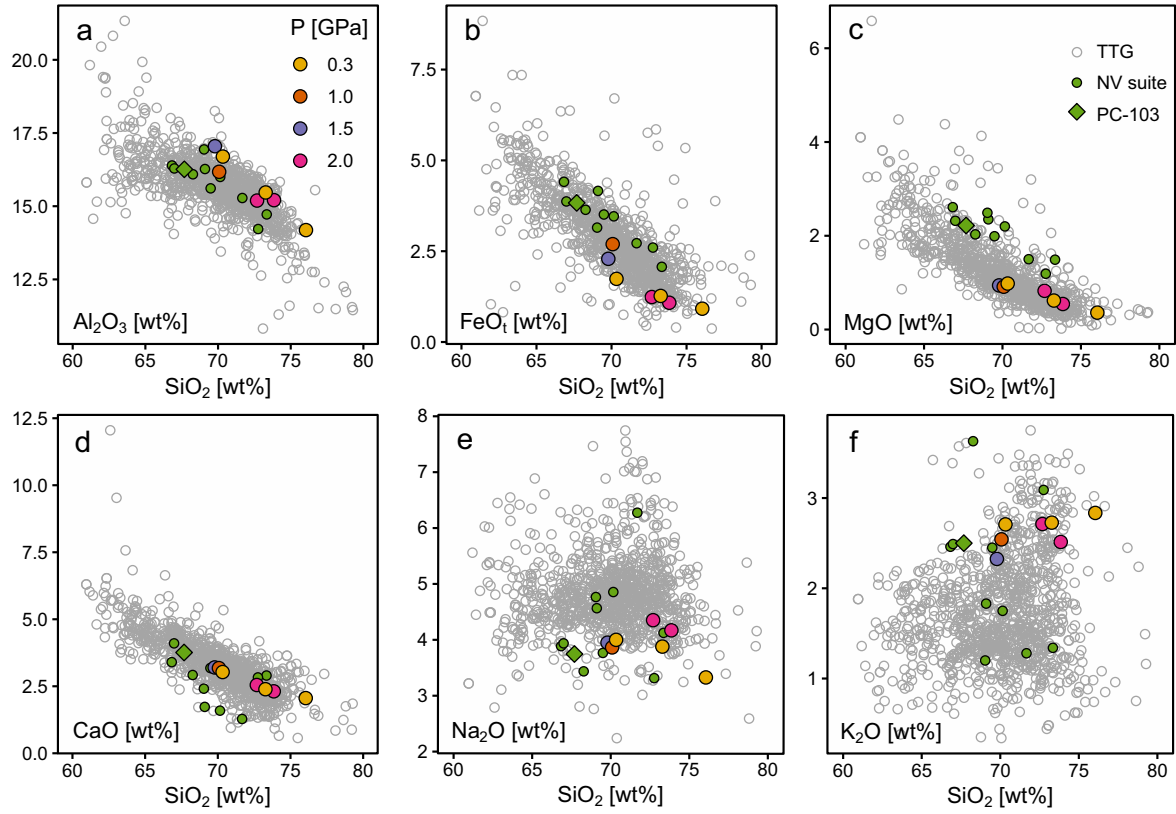 a
P [GPa]
0.3
1.0
1.5
2.0
20.0
17.5
15.0
12.5
Al₂O₃ [wt%]
60 65 70 75 80
SiO₂ [wt%]
b
7.5
5.0
2.5
0.0
FeOₜ [wt%]
60 65 70 75 80
SiO₂ [wt%]
c
TTG
NV suite
PC-103
6
4
2
0
MgO [wt%]
60 65 70 75 80
SiO₂ [wt%]
d
12.5
10.0
7.5
5.0
2.5
0.0
CaO [wt%]
60 65 70 75 80
SiO₂ [wt%]
e
8
7
6
5
4
3
2
Na₂O [wt%]
60 65 70 75 80
SiO₂ [wt%]
f
3
2
1
K₂O [wt%]
60 65 70 75 80
SiO₂ [wt%]